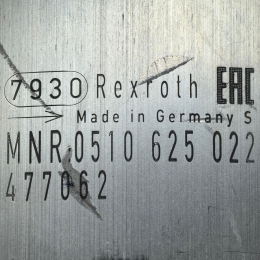 7930 Rexroth EAC
Made in Germany S
MNR:0510 625 022
477062